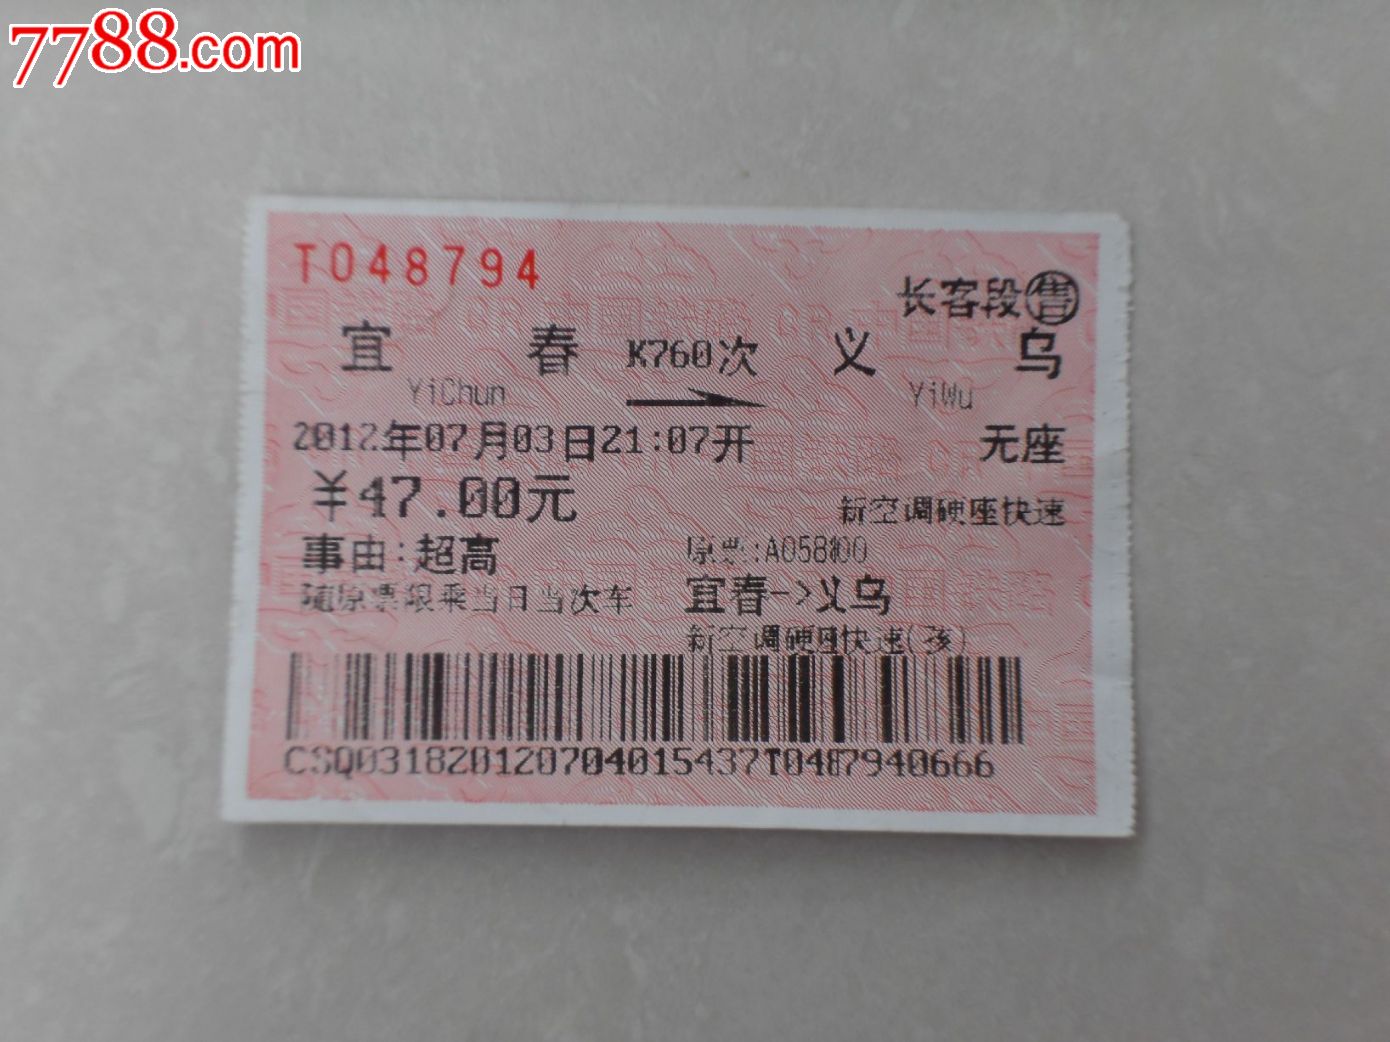 7788.com
T048794
长客段售
宜春 K760次 义乌
YiChun YiWu
2012年07月03日21:07开 无座
¥47.00元
新空调硬座快速
事由:超高 原票:A058100
随原票限乘当日当次车 宜春->义乌
新空调硬座快速(孩)
CSQ031820120704015437T048794066​6